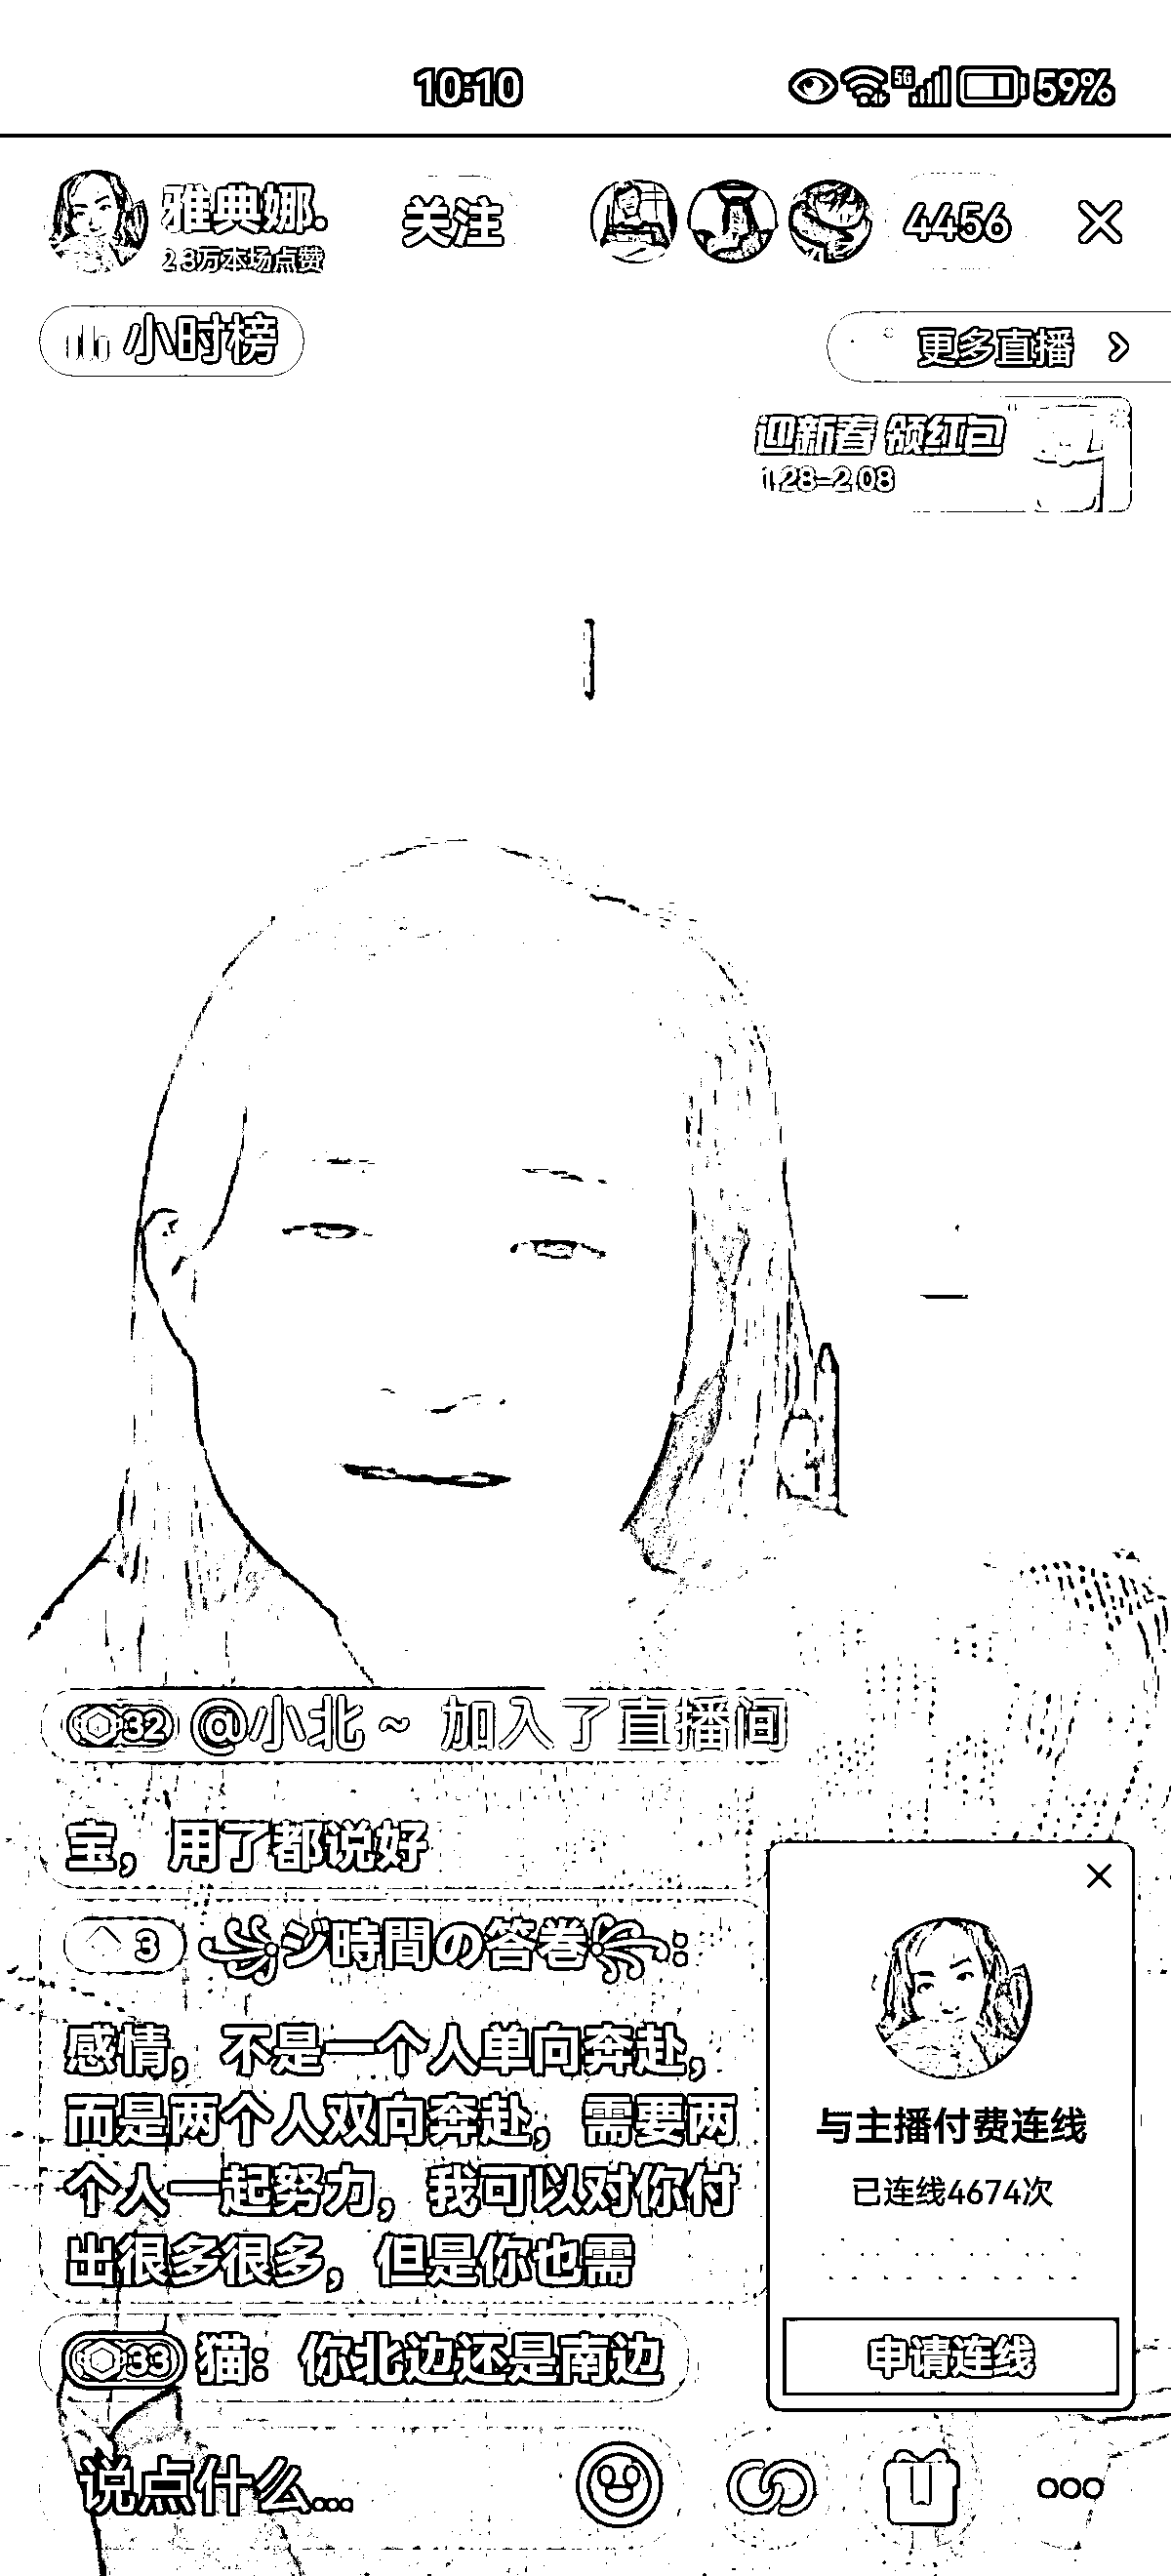 10:10
5G
59%
雅典娜.
2.3万本场点赞
关注
4456
小时榜
更多直播
迎新春 领红包
1.28-2.08
32 @小北~ 加入了直播间
宝，用了都说好
3 ジ時間の答卷:
感情，不是一个人单向奔赴，
而是两个人双向奔赴，需要两
个人一起努力，我可以对你付
出很多很多，但是你也需
33 猫：你北边还是南边
与主播付费连线
已连线4674次
申请连线
说点什么...